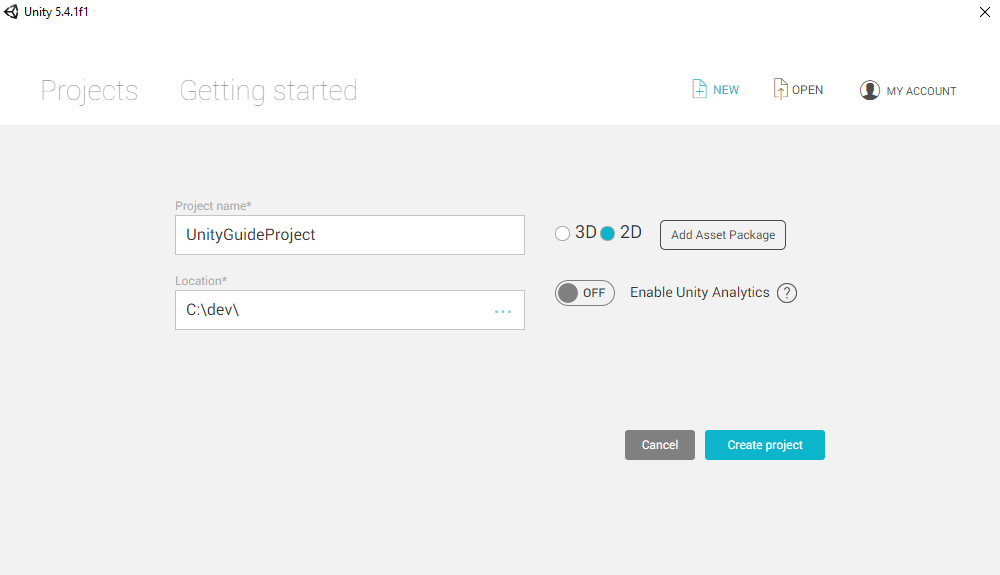 Unity 5.4.1f1
Projects Getting started NEW OPEN MY ACCOUNT
Project name*
UnityGuideProject 3D 2D Add Asset Package
Location*
C:\dev\ ... OFF Enable Unity Analytics ?
Cancel Create project